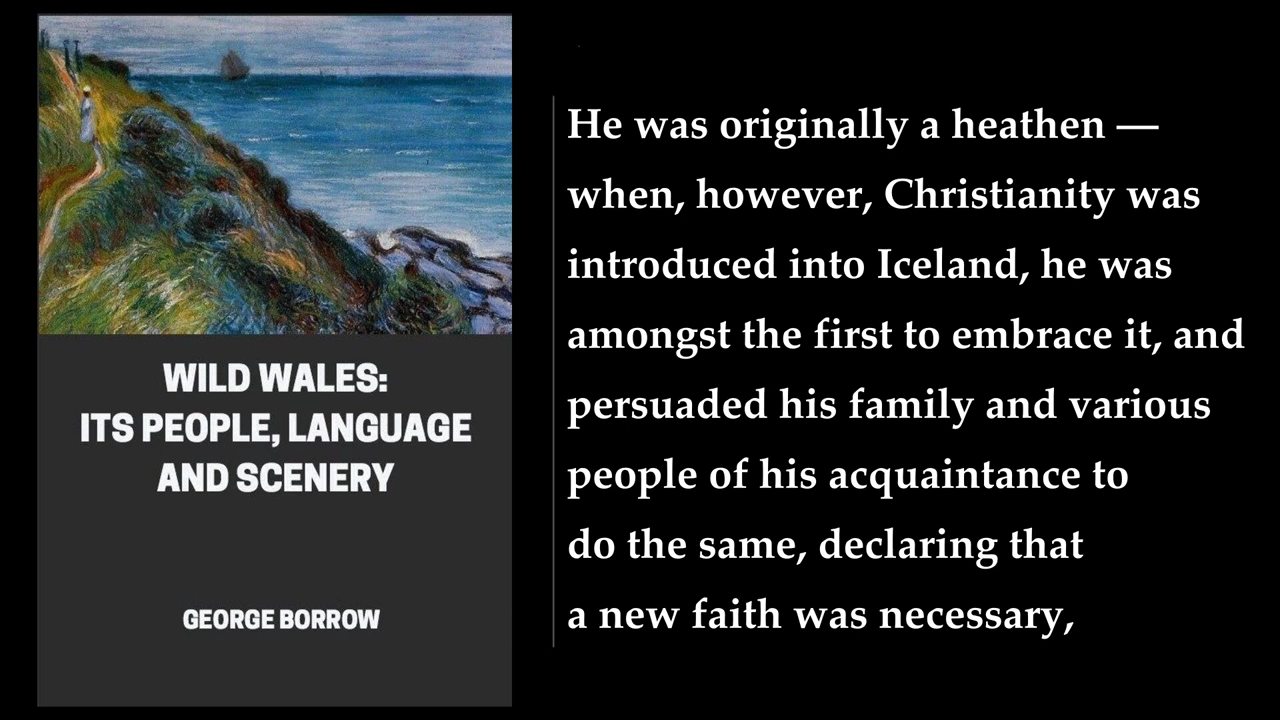 WILD WALES:
ITS PEOPLE, LANGUAGE
AND SCENERY
GEORGE BORROW
He was originally a heathen —
when, however, Christianity was
introduced into Iceland, he was
amongst the first to embrace it, and
persuaded his family and various
people of his acquaintance to
do the same, declaring that
a new faith was necessary,